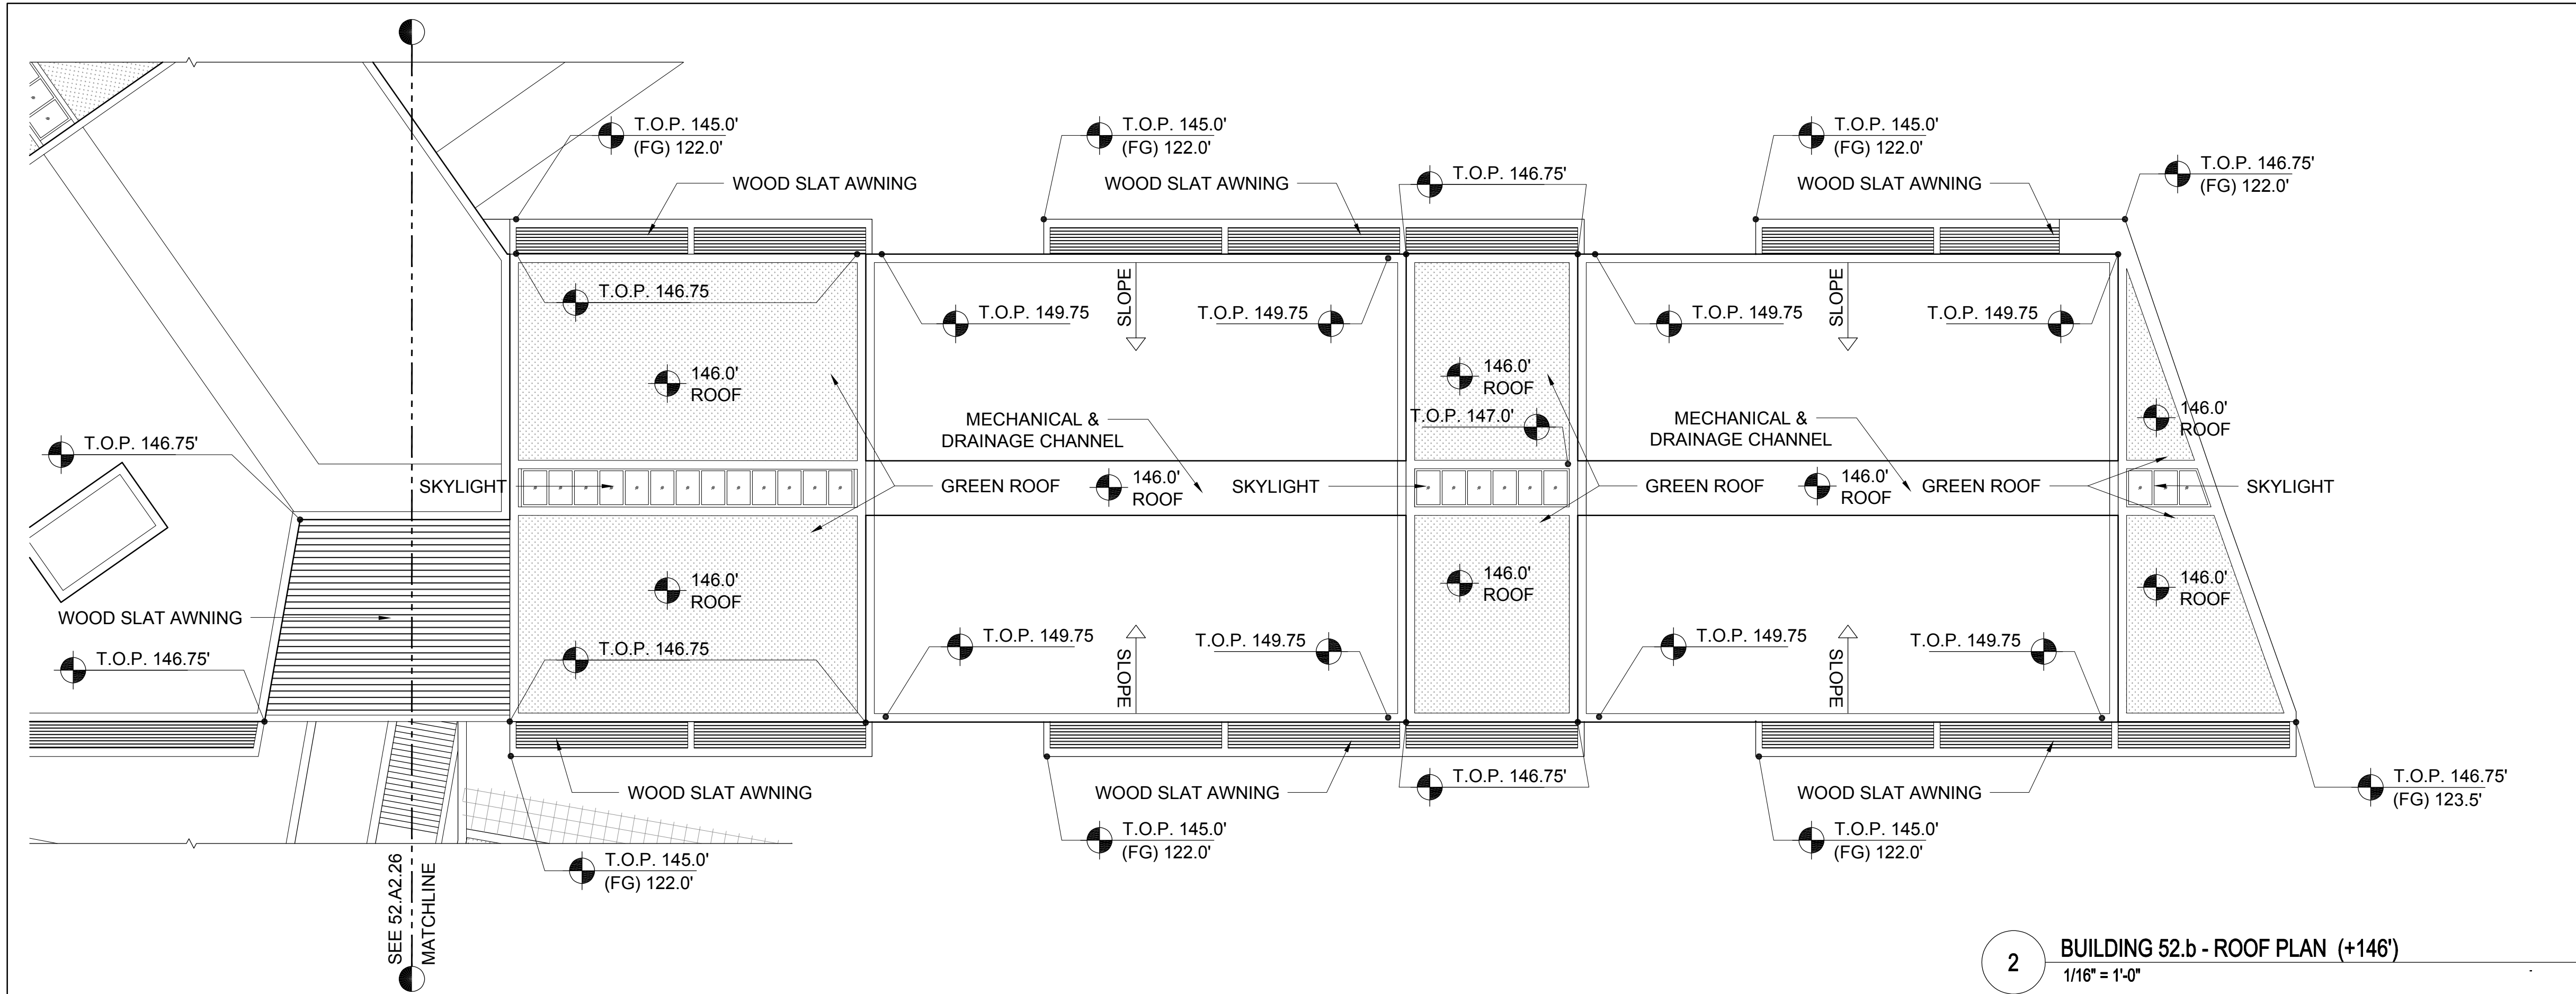 T.O.P. 145.0'
(FG) 122.0'
T.O.P. 145.0'
(FG) 122.0'
T.O.P. 145.0'
(FG) 122.0'
T.O.P. 146.75'
(FG) 122.0'
WOOD SLAT AWNING
WOOD SLAT AWNING
T.O.P. 146.75'
WOOD SLAT AWNING
T.O.P. 146.75
T.O.P. 149.75
SLOPE
T.O.P. 149.75
T.O.P. 149.75
SLOPE
T.O.P. 149.75
146.0'
ROOF
146.0'
ROOF
T.O.P. 147.0'
146.0'
ROOF
MECHANICAL &
DRAINAGE CHANNEL
MECHANICAL &
DRAINAGE CHANNEL
T.O.P. 146.75'
SKYLIGHT
GREEN ROOF
146.0'
ROOF
SKYLIGHT
GREEN ROOF
146.0'
ROOF
GREEN ROOF
SKYLIGHT
146.0'
ROOF
146.0'
ROOF
146.0'
ROOF
WOOD SLAT AWNING
T.O.P. 146.75'
T.O.P. 146.75
T.O.P. 149.75
SLOPE
T.O.P. 149.75
T.O.P. 149.75
SLOPE
T.O.P. 149.75
WOOD SLAT AWNING
WOOD SLAT AWNING
T.O.P. 146.75'
WOOD SLAT AWNING
T.O.P. 146.75'
(FG) 123.5'
T.O.P. 145.0'
(FG) 122.0'
T.O.P. 145.0'
(FG) 122.0'
T.O.P. 145.0'
(FG) 122.0'
SEE 52.A2.26
MATCHLINE
2
BUILDING 52.b - ROOF PLAN (+146')
1/16" = 1'-0"
-